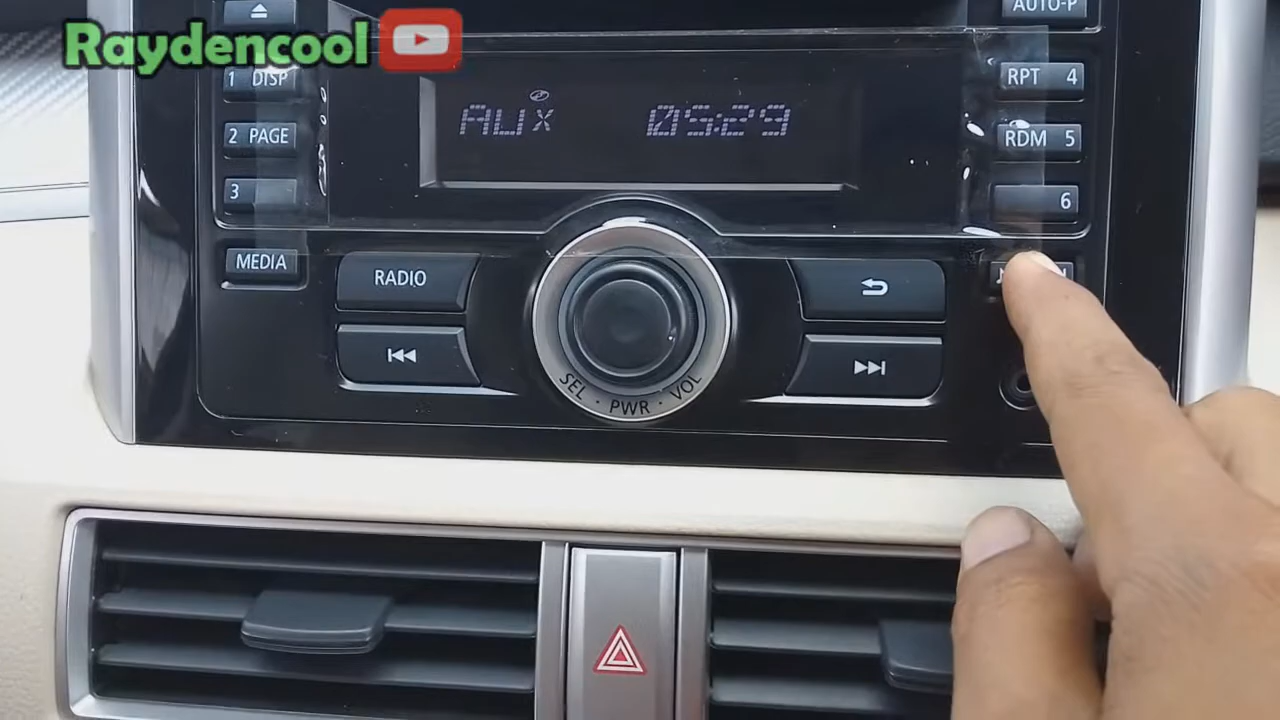 AUTO-P
Raydencool
1 DISP
RPT 4
AUX 05:29
2 PAGE
RDM 5
3
6
MEDIA
RADIO
SEL · PWR · VOL